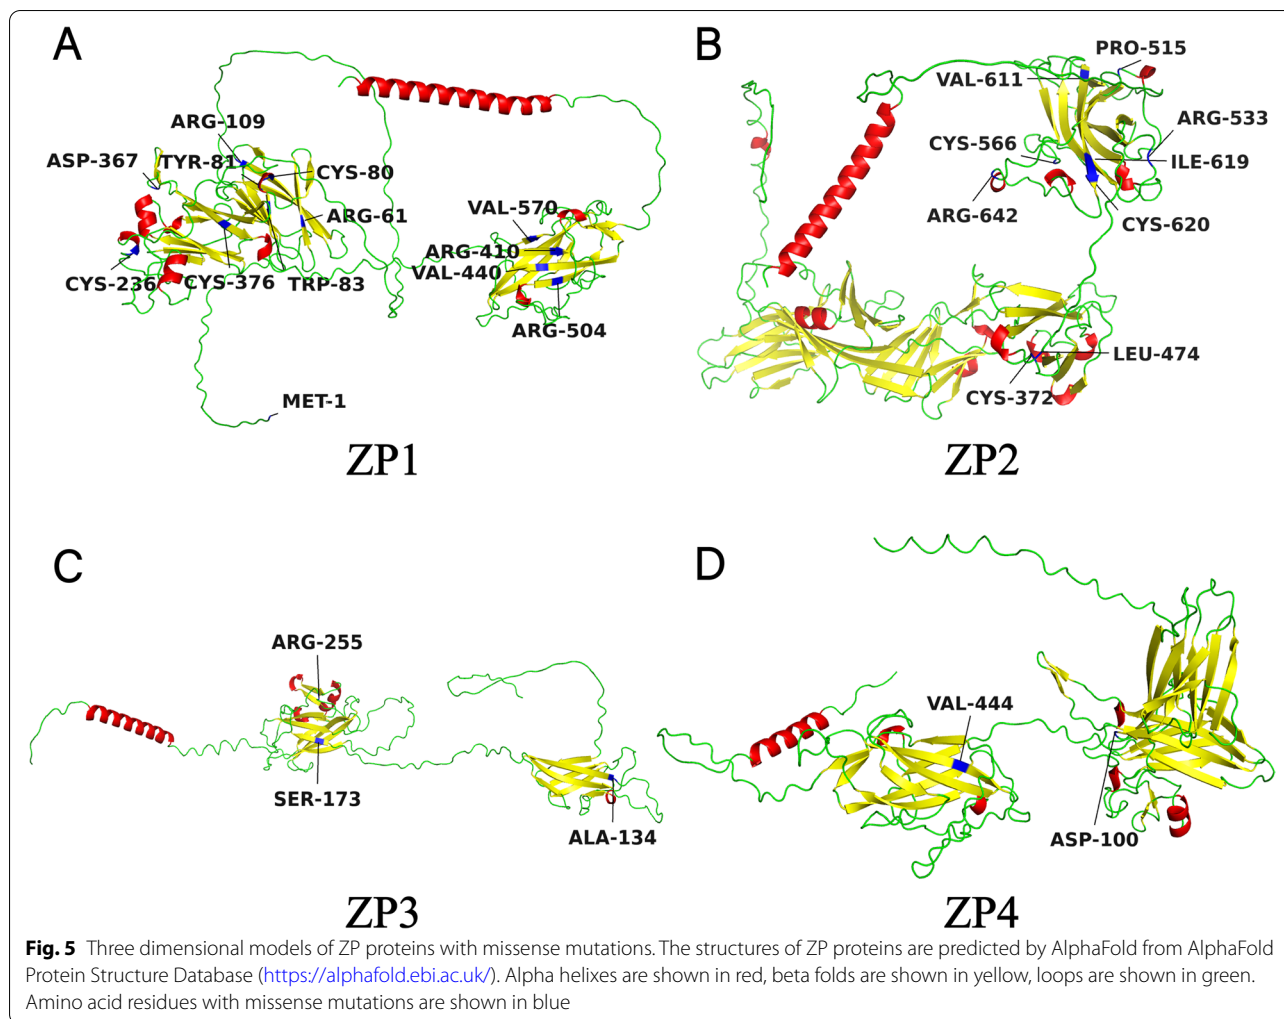 A
ARG-109
ASP-367
TYR-81
CYS-80
ARG-61
CYS-236
CYS-376
TRP-83
VAL-570
ARG-410
VAL-440
ARG-504
MET-1
ZP1
B
PRO-515
VAL-611
ARG-533
CYS-566
ILE-619
ARG-642
CYS-620
LEU-474
CYS-372
ZP2
C
ARG-255
SER-173
ALA-134
ZP3
D
VAL-444
ASP-100
ZP4
Fig. 5 Three dimensional models of ZP proteins with missense mutations. The structures of ZP proteins are predicted by AlphaFold from AlphaFold
Protein Structure Database (https://alphafold.ebi.ac.uk/). Alpha helixes are shown in red, beta folds are shown in yellow, loops are shown in green.
Amino acid residues with missense mutations are shown in blue